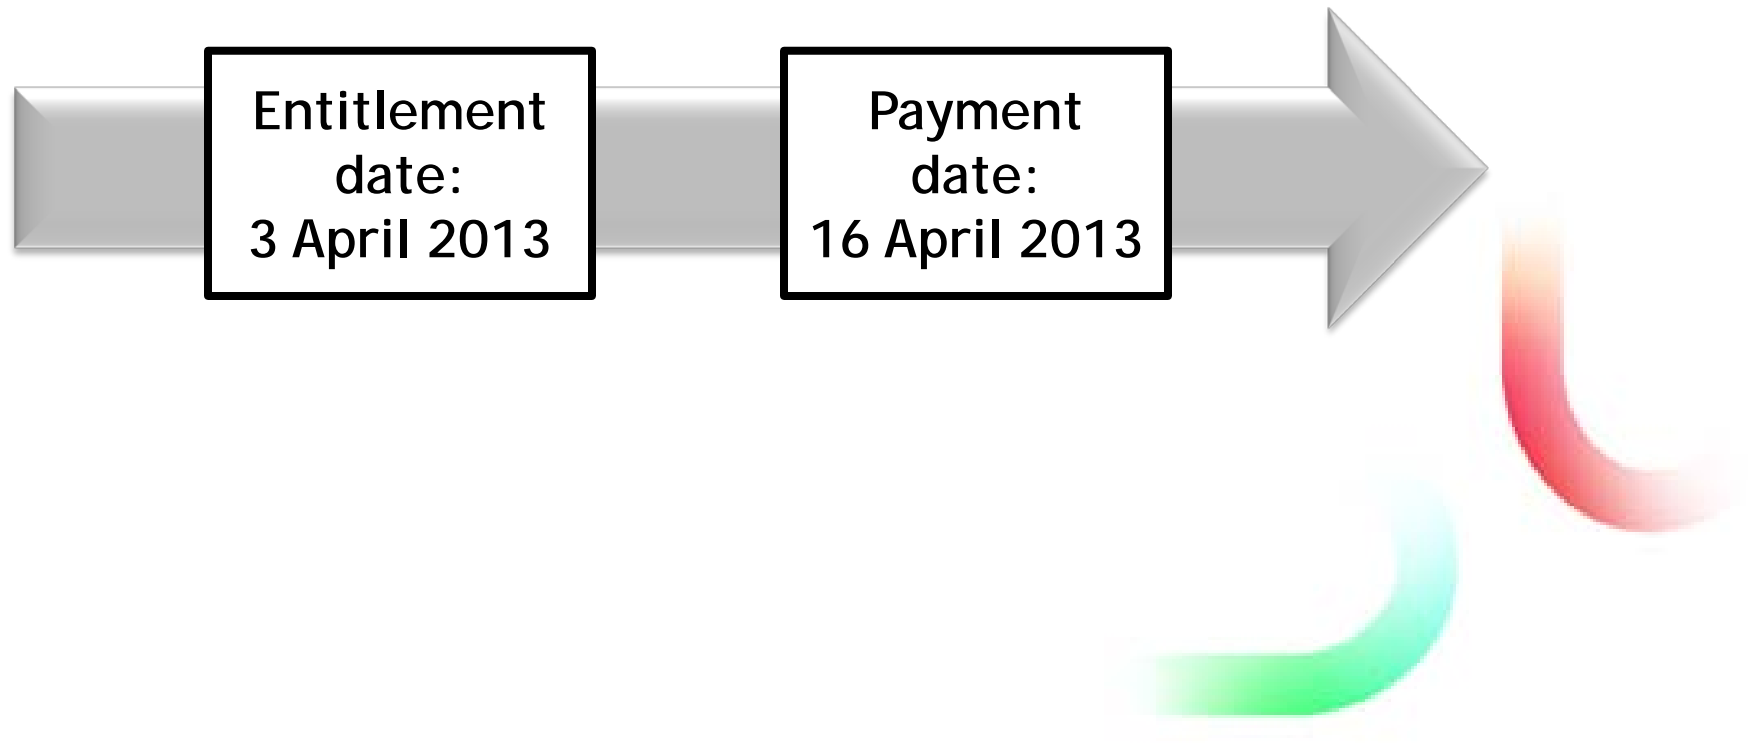 Entitlement
date:
3 April 2013
Payment
date:
16 April 2013